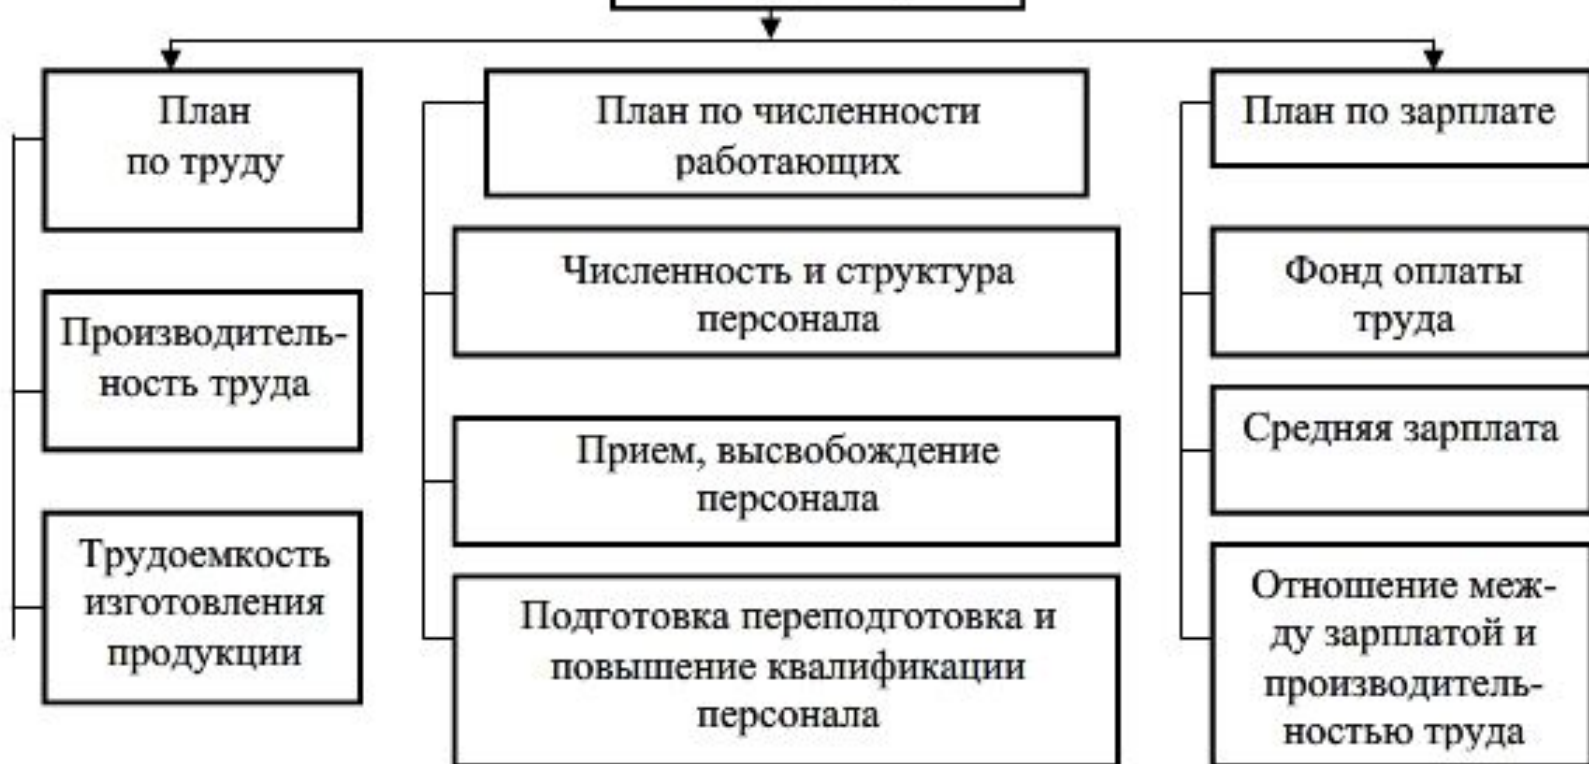 План
по труду
Производитель-
ность труда
Трудоемкость
изготовления
продукции
План по численности
работающих
Численность и структура
персонала
Прием, высвобождение
персонала
Подготовка переподготовка и
повышение квалификации
персонала
План по зарплате
Фонд оплаты
труда
Средняя зарплата
Отношение меж-
ду зарплатой и
производитель-
ностью труда